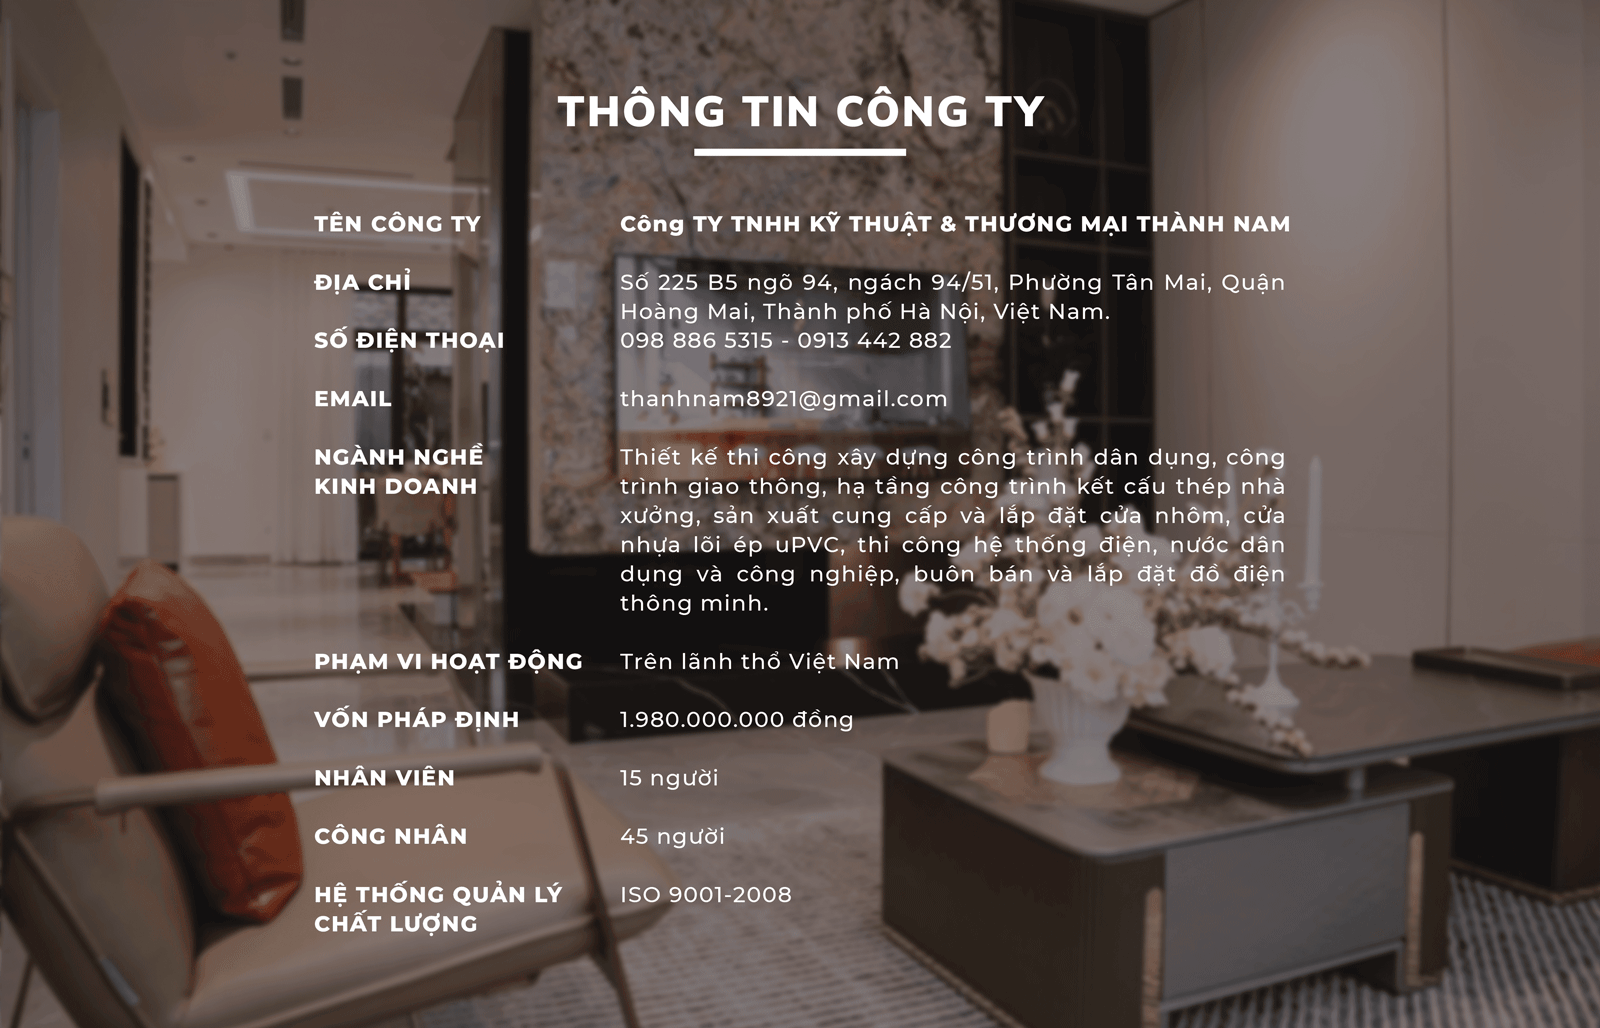 THÔNG TIN CÔNG TY
TÊN CÔNG TY
Công TY TNHH KỸ THUẬT & THƯƠNG MẠI THÀNH NAM
ĐỊA CHỈ
Số 225 B5 ngõ 94, ngách 94/51, Phường Tân Mai, Quận
Hoàng Mai, Thành phố Hà Nội, Việt Nam.
SỐ ĐIỆN THOẠI
098 886 5315 - 0913 442 882
EMAIL
thanhnam8921@gmail.com
NGÀNH NGHỀ
KINH DOANH
Thiết kế thi công xây dựng công trình dân dụng, công
trình giao thông, hạ tầng công trình kết cấu thép nhà
xưởng, sản xuất cung cấp và lắp đặt cửa nhôm, cửa
nhựa lõi ép uPVC, thi công hệ thống điện, nước dân
dụng và công nghiệp, buôn bán và lắp đặt đồ điện
thông minh.
PHẠM VI HOẠT ĐỘNG
Trên lãnh thổ Việt Nam
VỐN PHÁP ĐỊNH
1.980.000.000 đồng
NHÂN VIÊN
15 người
CÔNG NHÂN
45 người
HỆ THỐNG QUẢN LÝ
CHẤT LƯỢNG
ISO 9001-2008